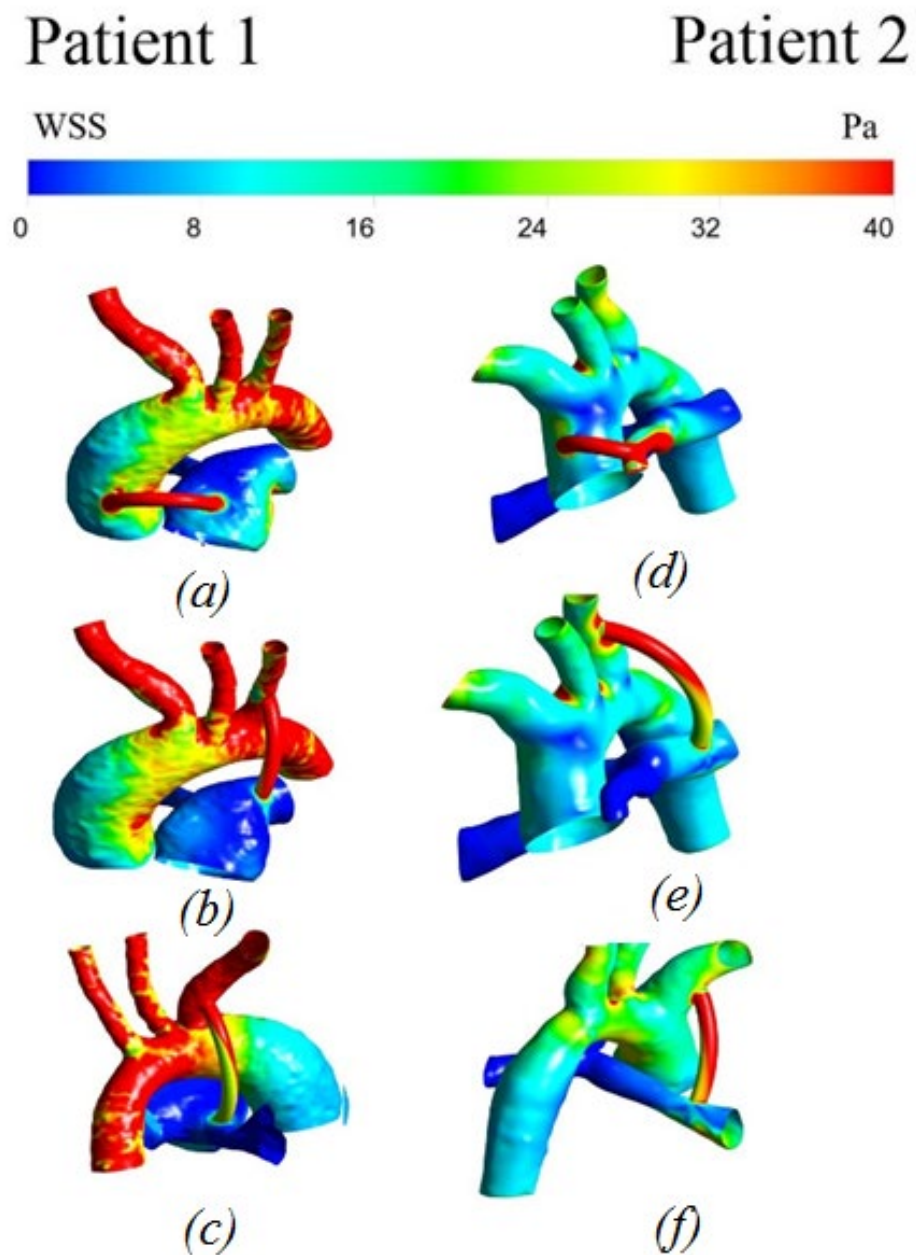 Patient 1 Patient 2
WSS Pa
0 8 16 24 32 40
(a) (d)
(b) (e)
(c) (f)